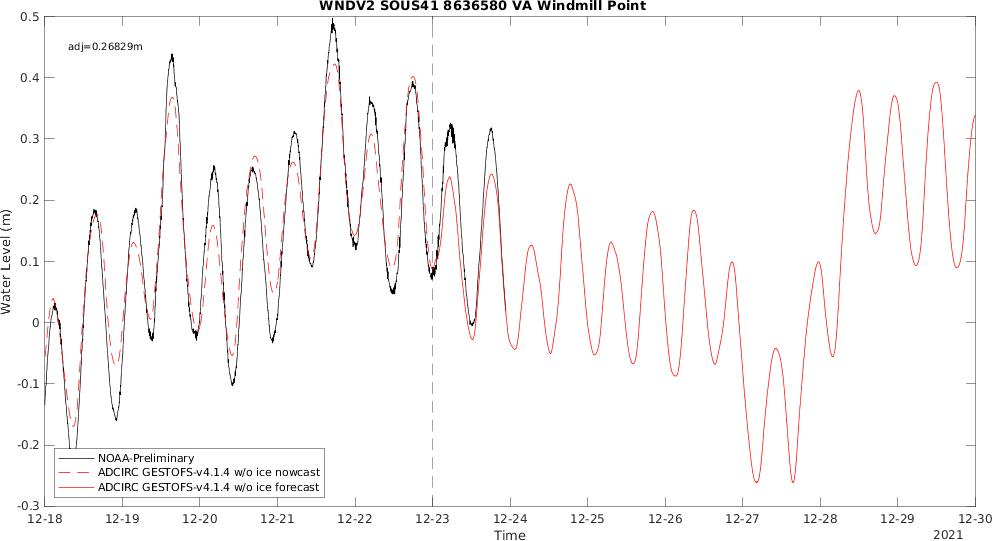 WNDV2 SOUS41 8636580 VA Windmill Point
adj=0.26829m
Water Level (m)
0.5
0.4
0.3
0.2
0.1
0
-0.1
-0.2
-0.3
NOAA-Preliminary
ADCIRC GESTOFS-v4.1.4 w/o ice nowcast
ADCIRC GESTOFS-v4.1.4 w/o ice forecast
12-18 12-19 12-20 12-21 12-22 12-23 12-24 12-25 12-26 12-27 12-28 12-29 12-30
Time
2021